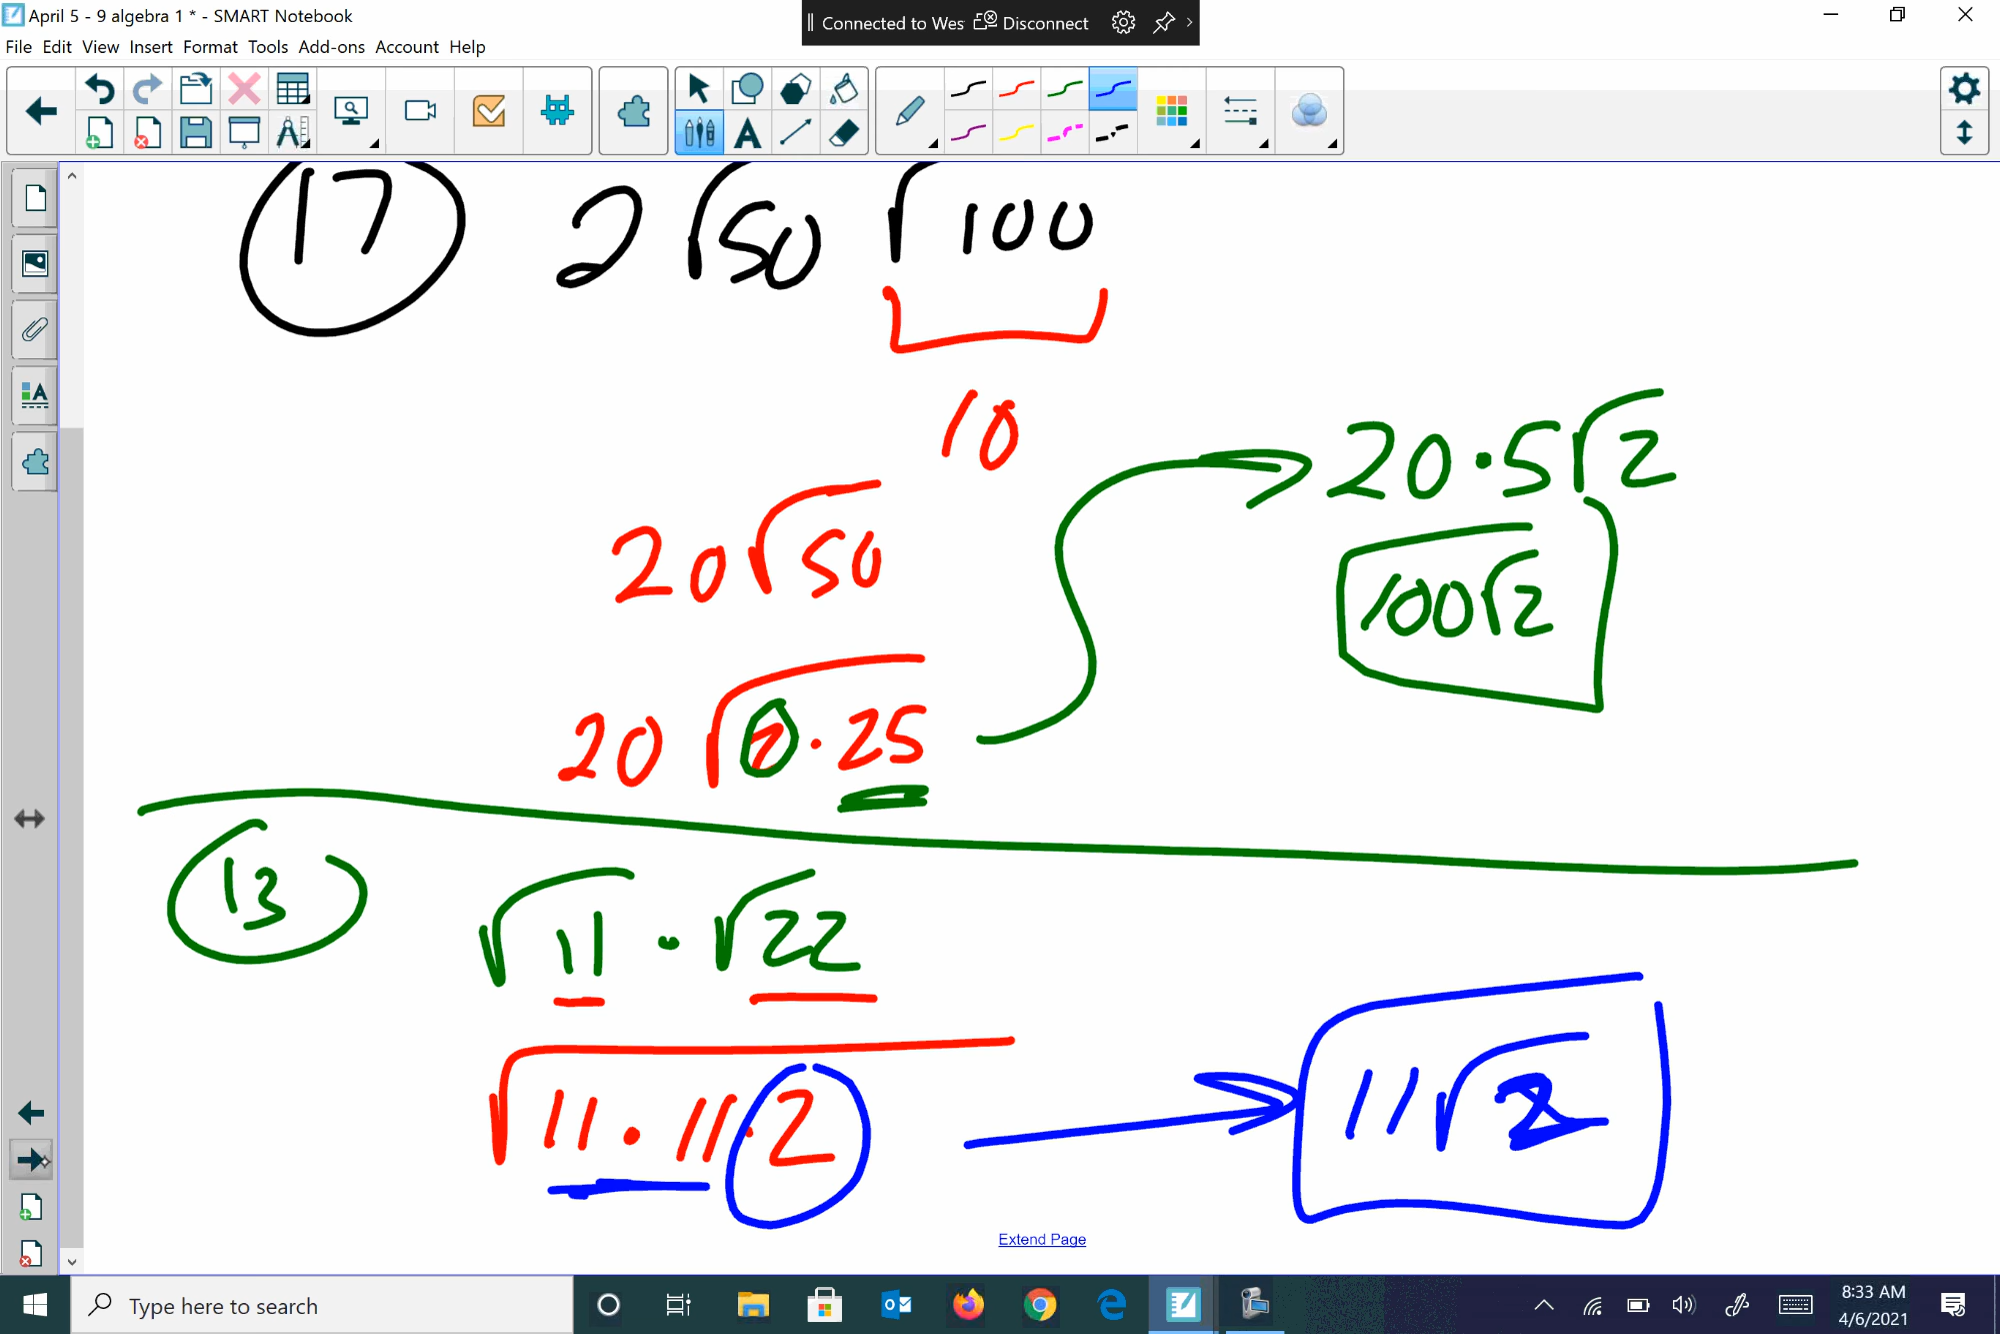 April 5 - 9 algebra 1 * - SMART Notebook
Connected to Wes Disconnect
File Edit View Insert Format Tools Add-ons Account Help
17 2√50 √100
10
20√50
20·5√2
100√2
20√2·25
13 √11 · √22
√11·11·2
11√2
Extend Page
Type here to search
8:33 AM
4/6/2021